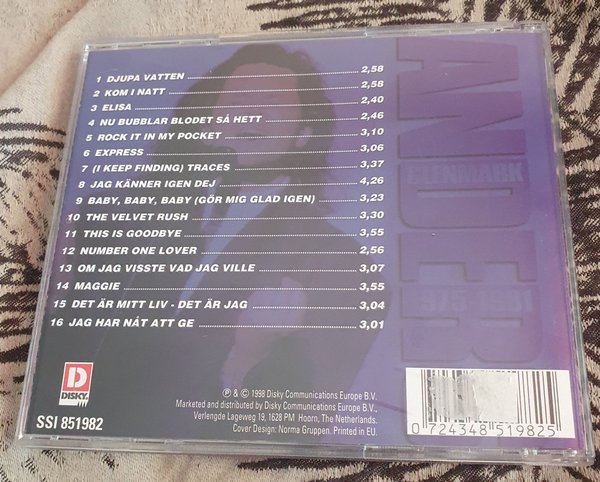 1 DJUPA VATTEN 2,58
2 KOM I NATT 2,58
3 ELISA 2,40
4 NU BUBBLAR BLODET SÅ HETT 2,46
5 ROCK IT IN MY POCKET 3,10
6 EXPRESS 3,06
7 (I KEEP FINDING) TRACES 3,37
8 JAG KÄNNER IGEN DEJ 4,26
9 BABY, BABY, BABY (GÖR MIG GLAD IGEN) 3,23
10 THE VELVET RUSH 3,30
11 THIS IS GOODBYE 3,55
12 NUMBER ONE LOVER 2,56
13 OM JAG VISSTE VAD JAG VILLE 3,07
14 MAGGIE 3,55
15 DET ÄR MITT LIV - DET ÄR JAG 3,04
16 JAG HAR NÅT ATT GE 3,01
ANDER
GLENMARK
D
DISKY
SSI 851982
℗ & © 1998 Disky Communications Europe B.V.
Marketed and distributed by Disky Communications Europe B.V.,
Verlengde Lageweg 19, 1628 PM Hoorn, The Netherlands.
Cover Design: Norma Gruppen. Printed in EU.
0 724348 519825